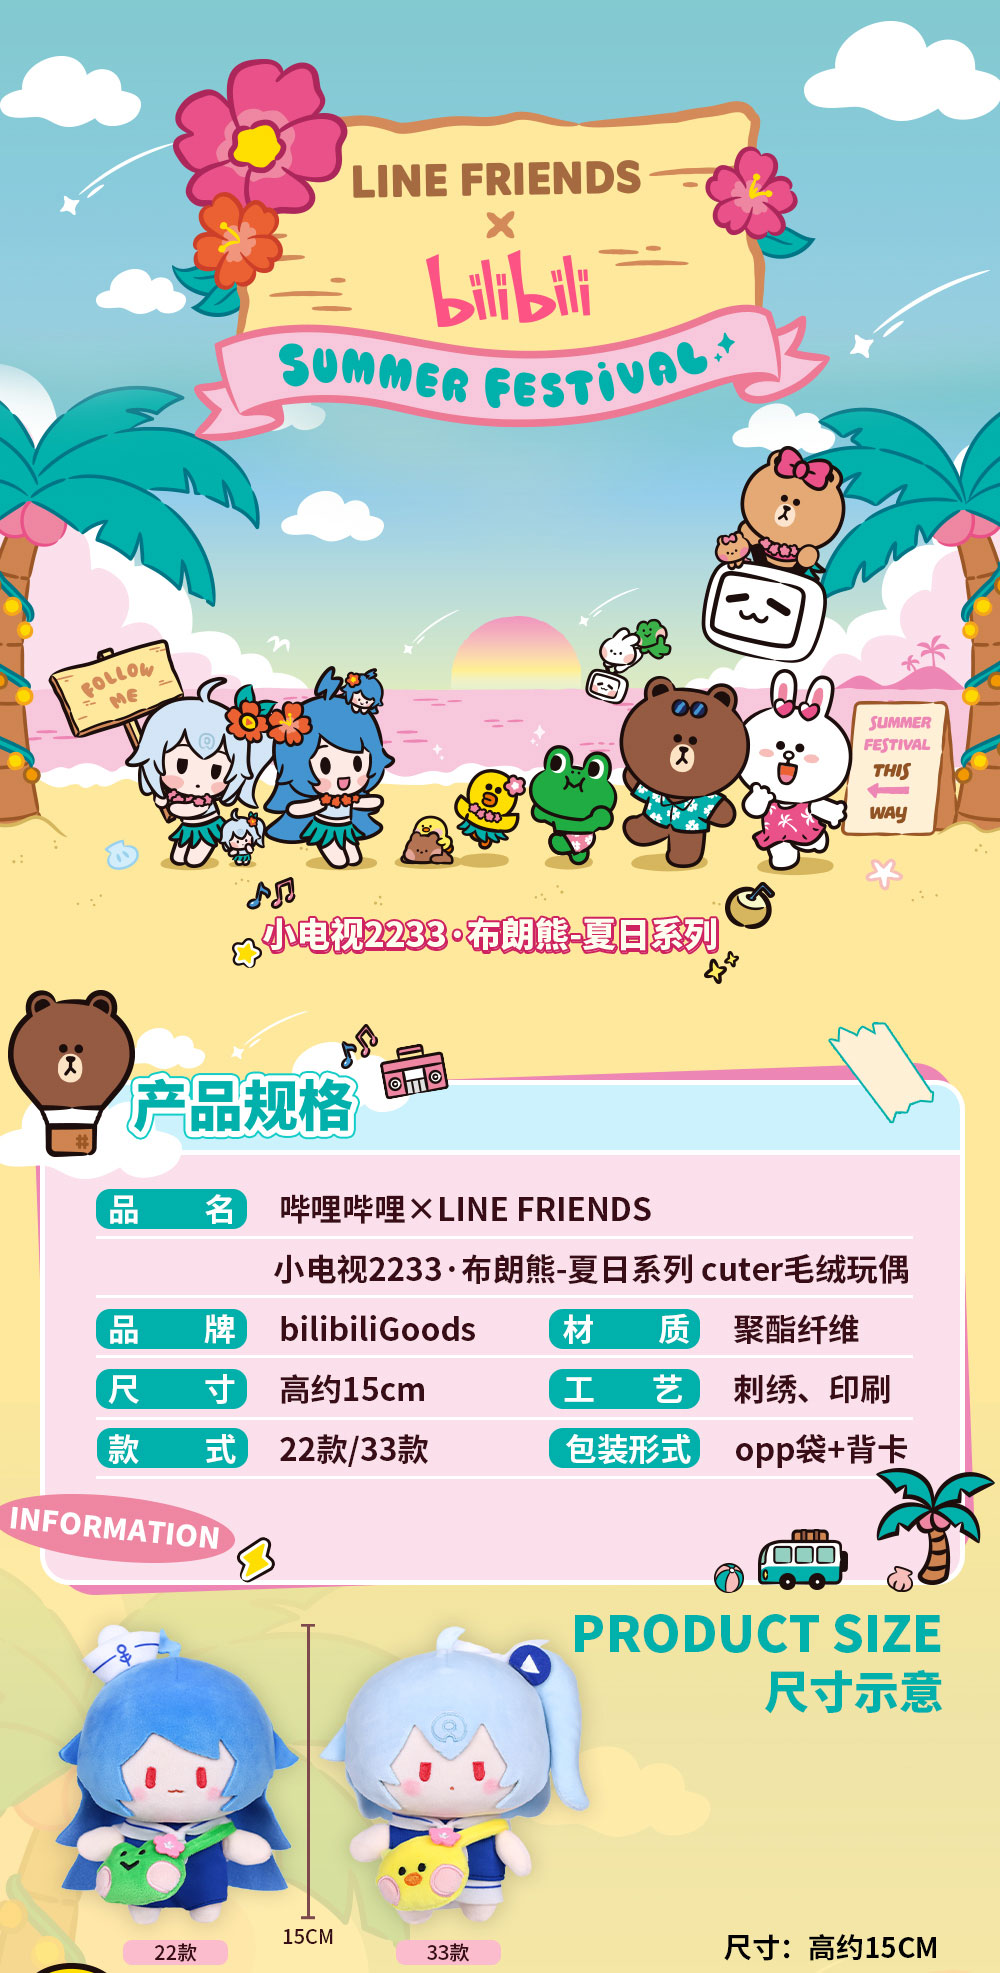 LINE FRIENDS
×
bilibili
SUMMER FESTIVAL
FOLLOW
ME
SUMMER
FESTIVAL
THIS
WAY
小电视2233·布朗熊-夏日系列
产品规格
品名 哔哩哔哩×LINE FRIENDS
小电视2233·布朗熊-夏日系列 cuter毛绒玩偶
品牌 bilibiliGoods 材质 聚酯纤维
尺寸 高约15cm 工艺 刺绣、印刷
款式 22款/33款 包装形式 opp袋+背卡
INFORMATION
PRODUCT SIZE
尺寸示意
15CM
22款
33款
尺寸：高约15CM